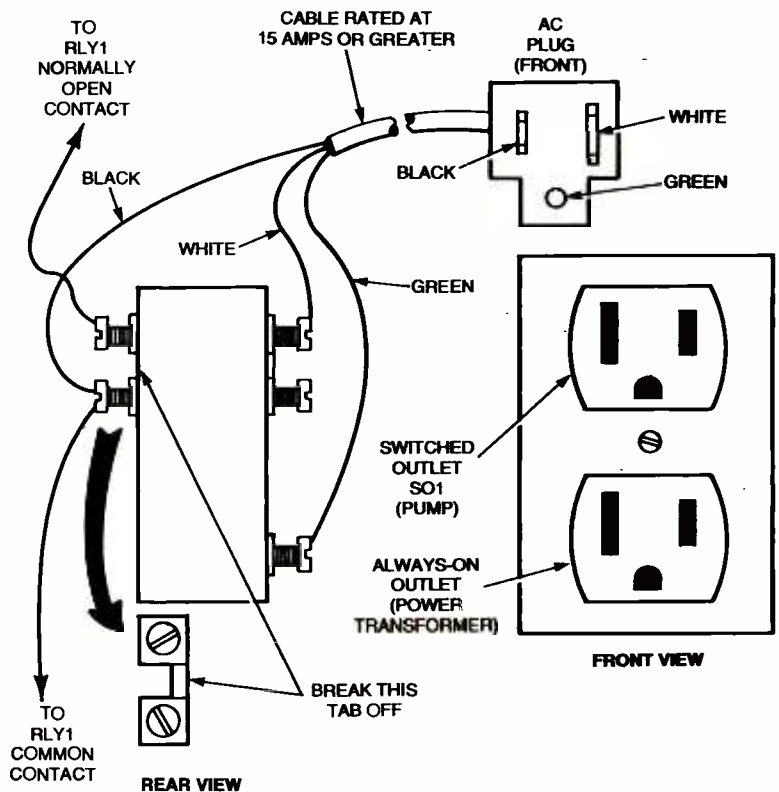 TO
RLY1
NORMALLY
OPEN
CONTACT
CABLE RATED AT
15 AMPS OR GREATER
AC
PLUG
(FRONT)
WHITE
BLACK
GREEN
BLACK
WHITE
GREEN
SWITCHED
OUTLET
SO1
(PUMP)
ALWAYS-ON
OUTLET
(POWER
TRANSFORMER)
FRONT VIEW
BREAK THIS
TAB OFF
TO
RLY1
COMMON
CONTACT
REAR VIEW